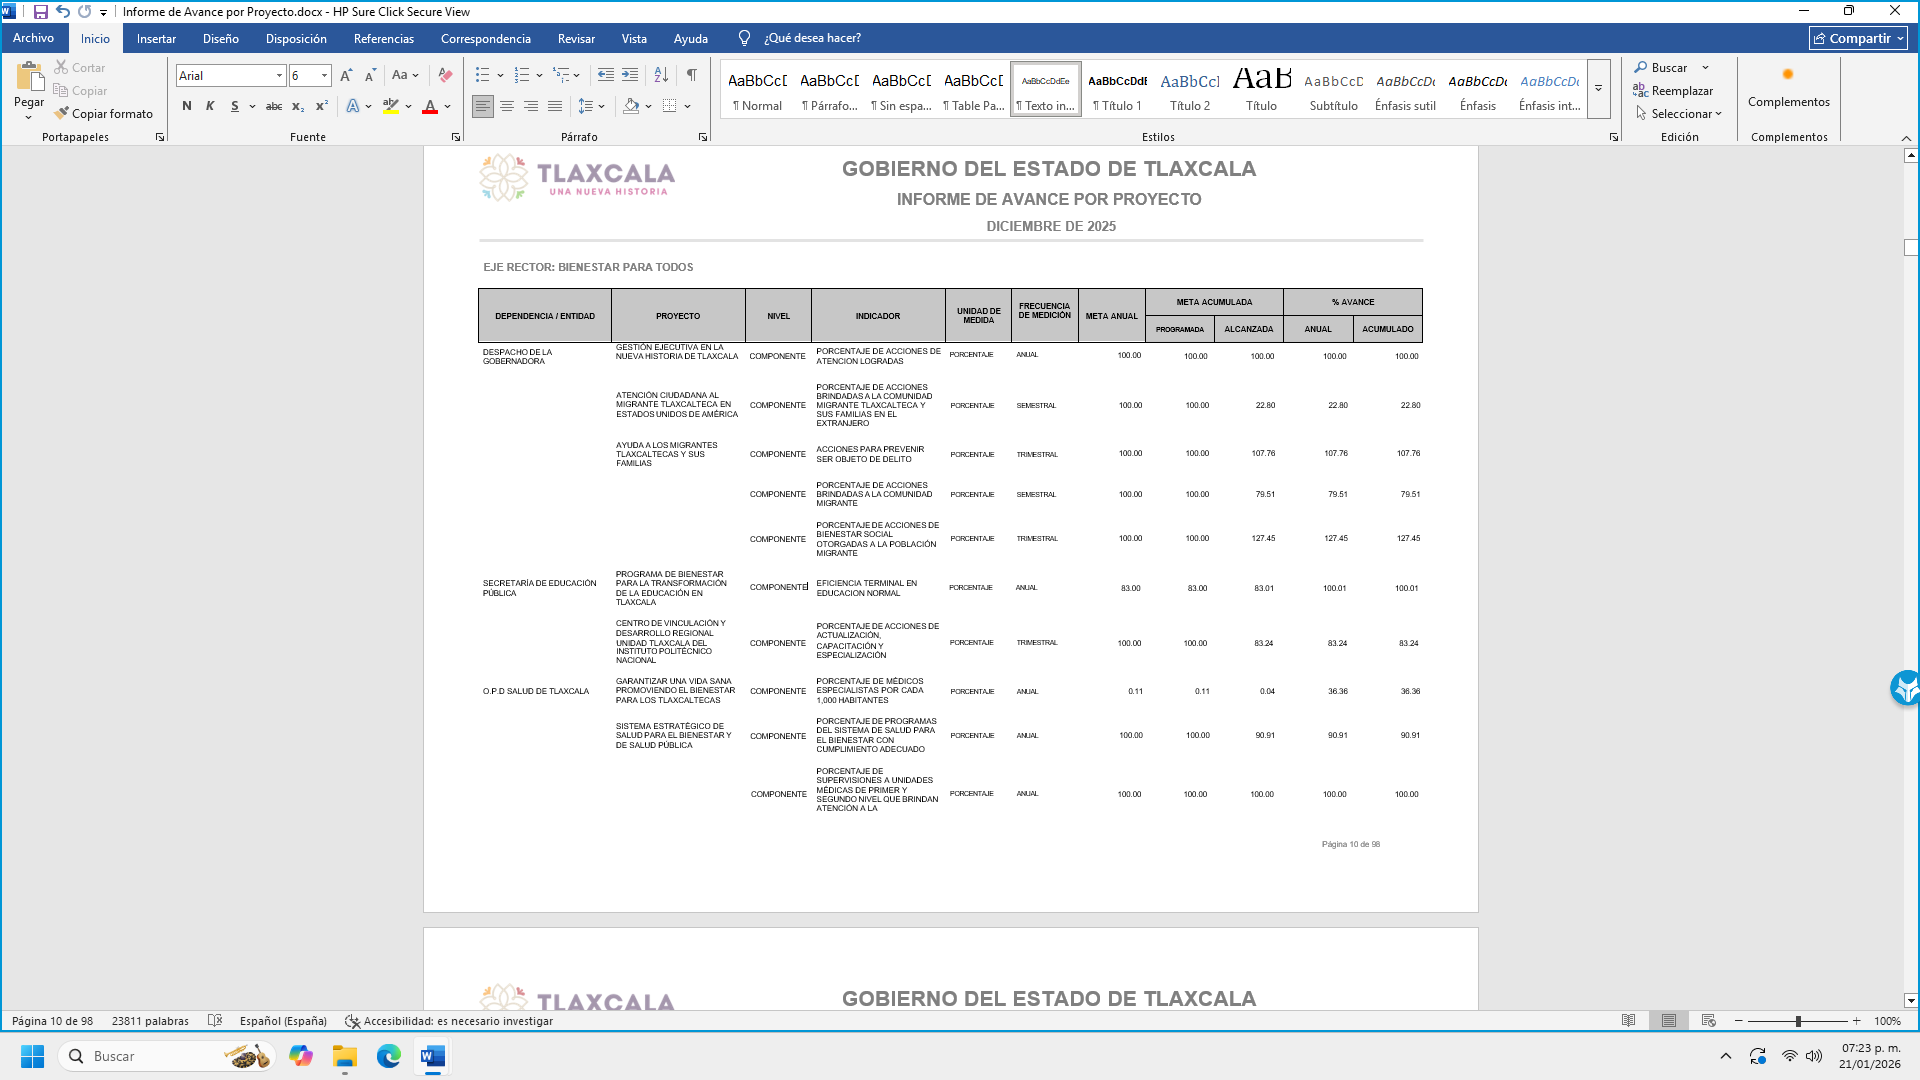 Informe de Avance por Proyecto.docx - HP Sure Click Secure View
Archivo Inicio Insertar Diseño Disposición Referencias Correspondencia Revisar Vista Ayuda ¿Qué desea hacer? Compartir
Pegar
Cortar
Copiar
Copiar formato
Portapapeles
Arial 6 Aa
N K S abc x₂ x² A A
Fuente
Párrafo
AaBbCcI AaBbCcI AaBbCcI AaBbCcI AaBbCcDdEe AaBbCcDdE AaBbCcI AaB AaBbCcD AaBbCcDc AaBbCcDc AaBbCcDc
¶ Normal ¶ Párrafo... ¶ Sin espa... ¶ Table Pa... ¶ Texto in... ¶ Título 1 Título 2 Título Subtítulo Énfasis sutil Énfasis Énfasis int...
Estilos
Buscar
Reemplazar
Seleccionar
Edición
Complementos
Complementos
TLAXCALA
UNA NUEVA HISTORIA
GOBIERNO DEL ESTADO DE TLAXCALA
INFORME DE AVANCE POR PROYECTO
DICIEMBRE DE 2025
EJE RECTOR: BIENESTAR PARA TODOS
DEPENDENCIA / ENTIDAD
PROYECTO
NIVEL
INDICADOR
UNIDAD DE
MEDIDA
FRECUENCIA
DE MEDICIÓN
META ANUAL
META ACUMULADA
PROGRAMADA ALCANZADA
% AVANCE
ANUAL ACUMULADO
DESPACHO DE LA
GOBERNADORA
GESTIÓN EJECUTIVA EN LA
NUEVA HISTORIA DE TLAXCALA
COMPONENTE
PORCENTAJE DE ACCIONES DE
ATENCION LOGRADAS
PORCENTAJE ANUAL 100.00 100.00 100.00 100.00 100.00
ATENCIÓN CIUDADANA AL
MIGRANTE TLAXCALTECA EN
ESTADOS UNIDOS DE AMÉRICA
COMPONENTE
PORCENTAJE DE ACCIONES
BRINDADAS A LA COMUNIDAD
MIGRANTE TLAXCALTECA Y
SUS FAMILIAS EN EL
EXTRANJERO
PORCENTAJE SEMESTRAL 100.00 100.00 22.80 22.80 22.80
AYUDA A LOS MIGRANTES
TLAXCALTECAS Y SUS
FAMILIAS
COMPONENTE
ACCIONES PARA PREVENIR
SER OBJETO DE DELITO
PORCENTAJE TRIMESTRAL 100.00 100.00 107.76 107.76 107.76
COMPONENTE
PORCENTAJE DE ACCIONES
BRINDADAS A LA COMUNIDAD
MIGRANTE
PORCENTAJE SEMESTRAL 100.00 100.00 79.51 79.51 79.51
COMPONENTE
PORCENTAJE DE ACCIONES DE
BIENESTAR SOCIAL
OTORGADAS A LA POBLACIÓN
MIGRANTE
PORCENTAJE TRIMESTRAL 100.00 100.00 127.45 127.45 127.45
SECRETARÍA DE EDUCACIÓN
PÚBLICA
PROGRAMA DE BIENESTAR
PARA LA TRANSFORMACIÓN
DE LA EDUCACIÓN EN
TLAXCALA
COMPONENTE
EFICIENCIA TERMINAL EN
EDUCACION NORMAL
PORCENTAJE ANUAL 83.00 83.00 83.01 100.01 100.01
CENTRO DE VINCULACIÓN Y
DESARROLLO REGIONAL
UNIDAD TLAXCALA DEL
INSTITUTO POLITÉCNICO
NACIONAL
COMPONENTE
PORCENTAJE DE ACCIONES DE
ACTUALIZACIÓN,
CAPACITACIÓN Y
ESPECIALIZACIÓN
PORCENTAJE TRIMESTRAL 100.00 100.00 83.24 83.24 83.24
O.P.D SALUD DE TLAXCALA
GARANTIZAR UNA VIDA SANA
PROMOVIENDO EL BIENESTAR
PARA LOS TLAXCALTECAS
COMPONENTE
PORCENTAJE DE MÉDICOS
ESPECIALISTAS POR CADA
1,000 HABITANTES
PORCENTAJE ANUAL 0.11 0.11 0.04 36.36 36.36
SISTEMA ESTRATÉGICO DE
SALUD PARA EL BIENESTAR Y
DE SALUD PÚBLICA
COMPONENTE
PORCENTAJE DE PROGRAMAS
DEL SISTEMA DE SALUD PARA
EL BIENESTAR CON
CUMPLIMIENTO ADECUADO
PORCENTAJE ANUAL 100.00 100.00 90.91 90.91 90.91
COMPONENTE
PORCENTAJE DE
SUPERVISIONES A UNIDADES
MÉDICAS DE PRIMER Y
SEGUNDO NIVEL QUE BRINDAN
ATENCIÓN A LA
PORCENTAJE ANUAL 100.00 100.00 100.00 100.00 100.00
Página 10 de 98
TLAXCALA
GOBIERNO DEL ESTADO DE TLAXCALA
Página 10 de 98 23811 palabras Español (España) Accesibilidad: es necesario investigar 100%
Buscar
07:23 p. m.
21/01/2026